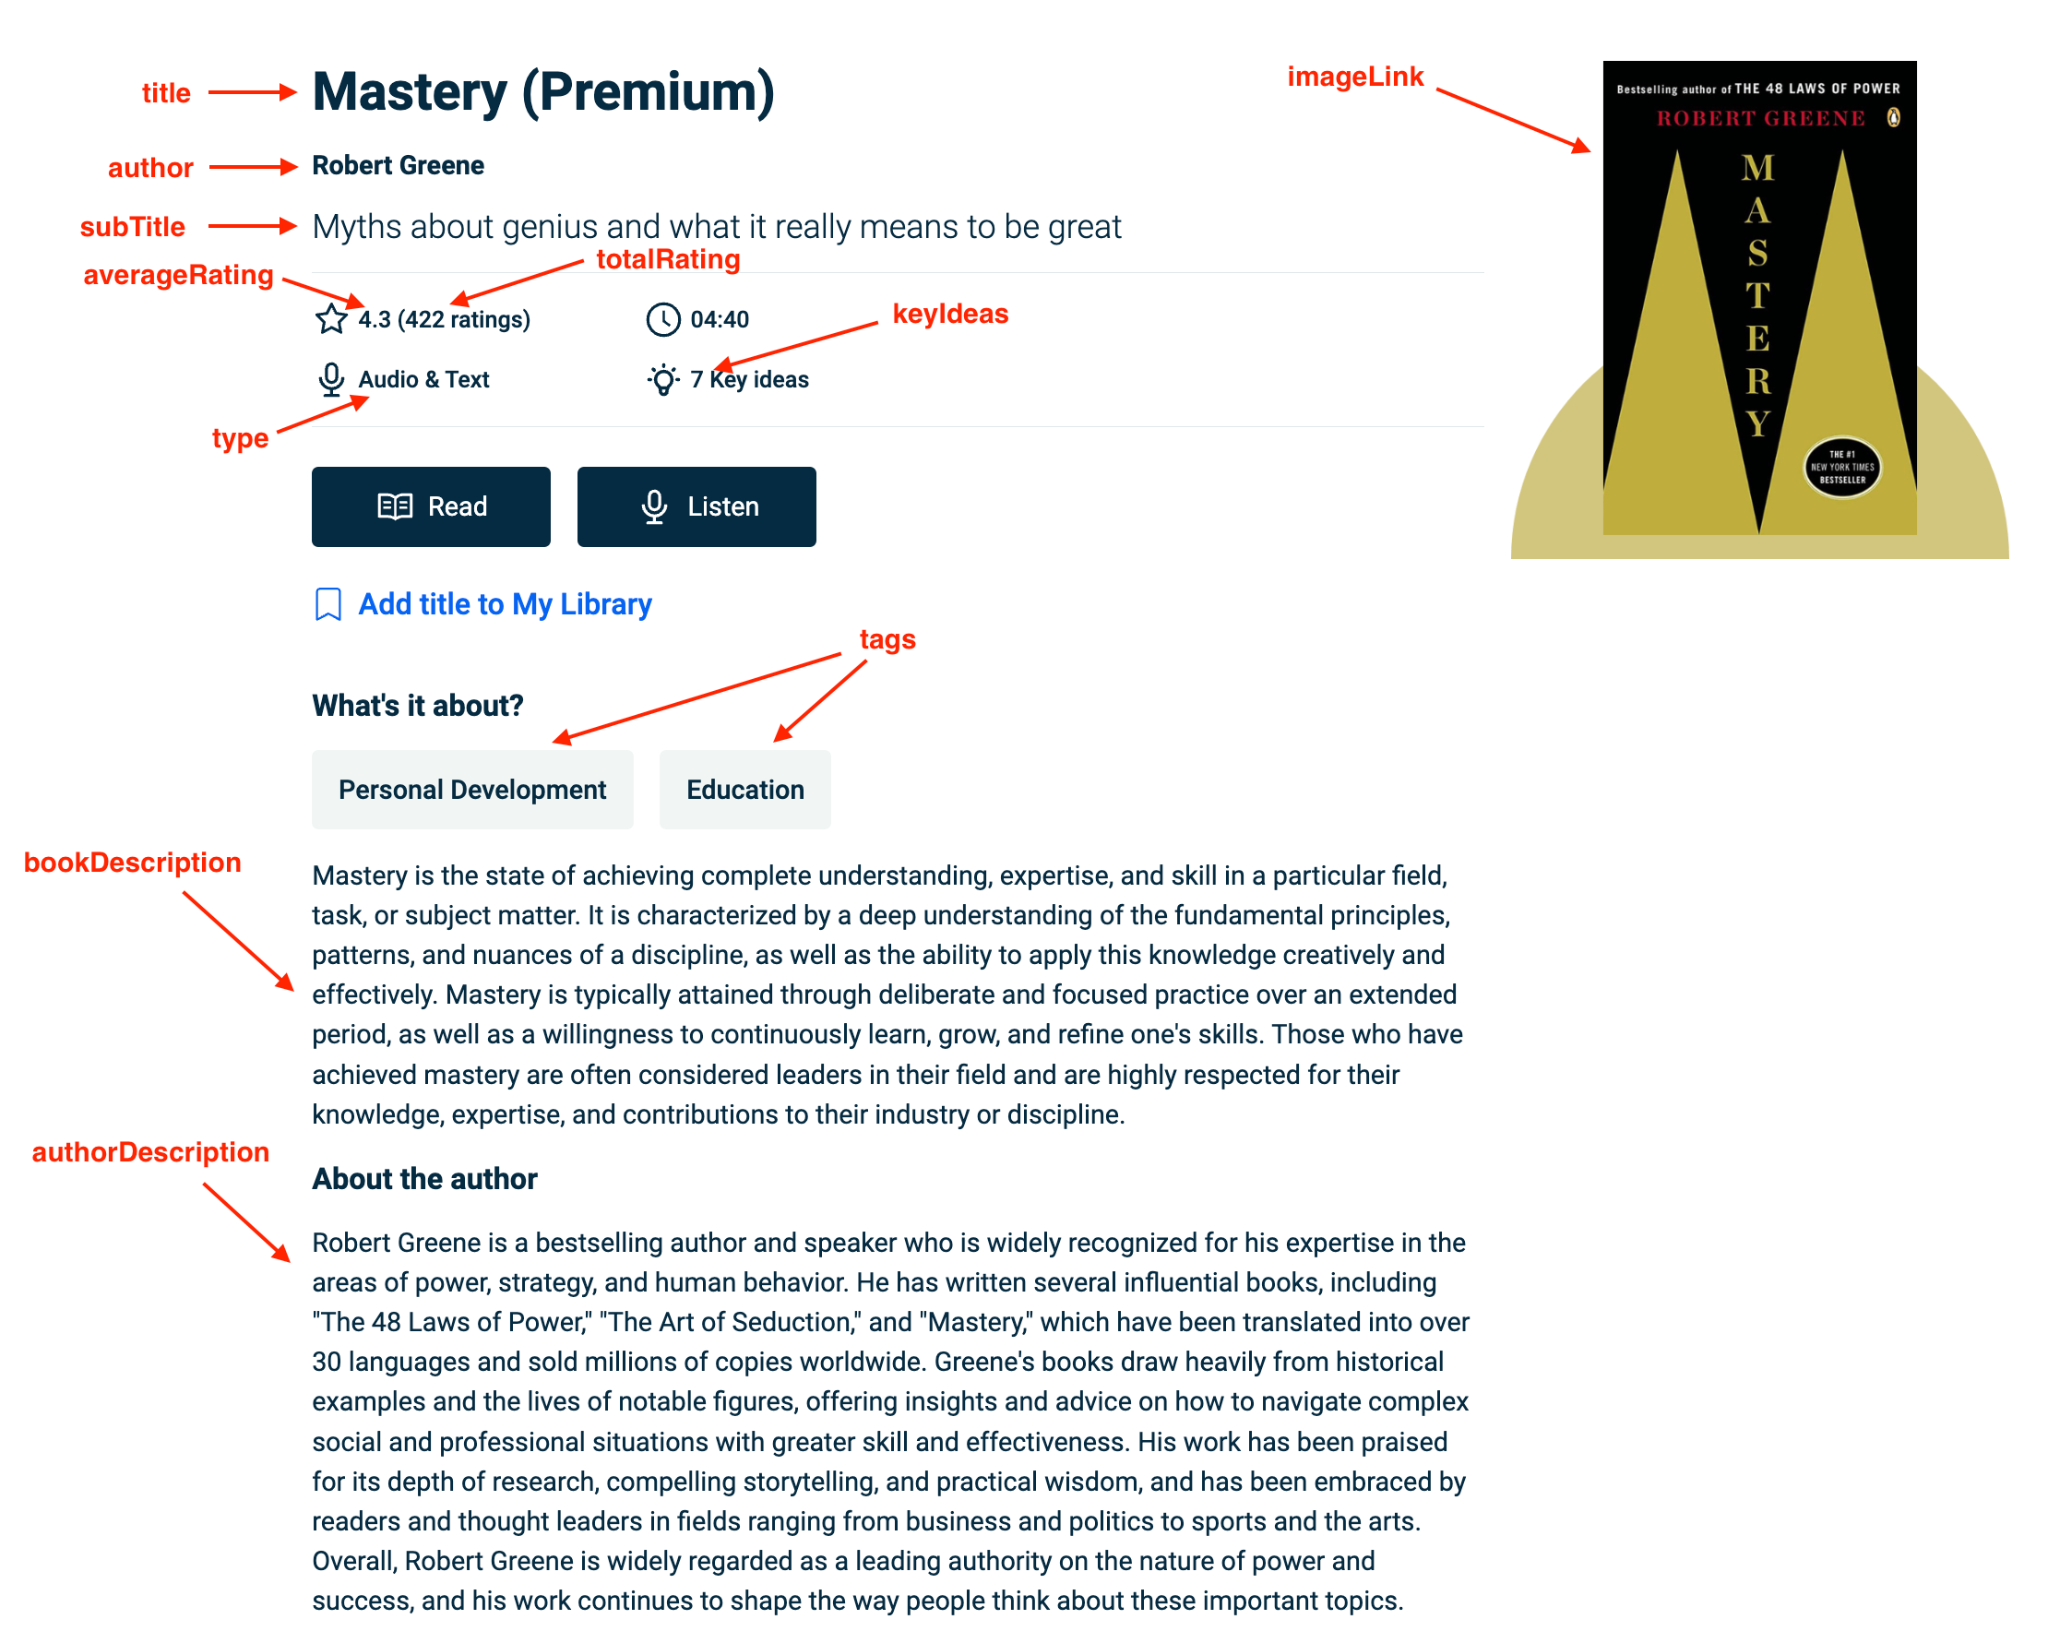 title
Mastery (Premium)
author
Robert Greene
subTitle
Myths about genius and what it really means to be great
averageRating
totalRating
4.3 (422 ratings)
04:40
keyIdeas
Audio & Text
7 Key ideas
type
Read
Listen
Add title to My Library
tags
What's it about?
Personal Development
Education
bookDescription
Mastery is the state of achieving complete understanding, expertise, and skill in a particular field,
task, or subject matter. It is characterized by a deep understanding of the fundamental principles,
patterns, and nuances of a discipline, as well as the ability to apply this knowledge creatively and
effectively. Mastery is typically attained through deliberate and focused practice over an extended
period, as well as a willingness to continuously learn, grow, and refine one's skills. Those who have
achieved mastery are often considered leaders in their field and are highly respected for their
knowledge, expertise, and contributions to their industry or discipline.
authorDescription
About the author
Robert Greene is a bestselling author and speaker who is widely recognized for his expertise in the
areas of power, strategy, and human behavior. He has written several influential books, including
"The 48 Laws of Power," "The Art of Seduction," and "Mastery," which have been translated into over
30 languages and sold millions of copies worldwide. Greene's books draw heavily from historical
examples and the lives of notable figures, offering insights and advice on how to navigate complex
social and professional situations with greater skill and effectiveness. His work has been praised
for its depth of research, compelling storytelling, and practical wisdom, and has been embraced by
readers and thought leaders in fields ranging from business and politics to sports and the arts.
Overall, Robert Greene is widely regarded as a leading authority on the nature of power and
success, and his work continues to shape the way people think about these important topics.
imageLink
Bestselling author of THE 48 LAWS OF POWER
ROBERT GREENE
MASTERY
THE #1
NEW YORK TIMES
BESTSELLER